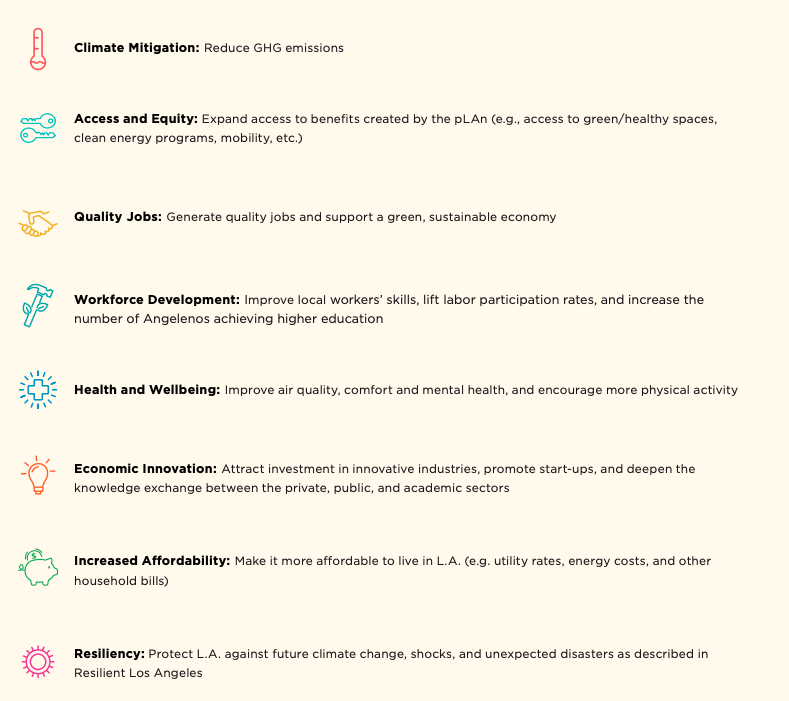 Climate Mitigation: Reduce GHG emissions
Access and Equity: Expand access to benefits created by the pLAn (e.g., access to green/healthy spaces,
clean energy programs, mobility, etc.)
Quality Jobs: Generate quality jobs and support a green, sustainable economy
Workforce Development: Improve local workers’ skills, lift labor participation rates, and increase the
number of Angelenos achieving higher education
Health and Wellbeing: Improve air quality, comfort and mental health, and encourage more physical activity
Economic Innovation: Attract investment in innovative industries, promote start-ups, and deepen the
knowledge exchange between the private, public, and academic sectors
$
Increased Affordability: Make it more affordable to live in L.A. (e.g. utility rates, energy costs, and other
household bills)
Resiliency: Protect L.A. against future climate change, shocks, and unexpected disasters as described in
Resilient Los Angeles